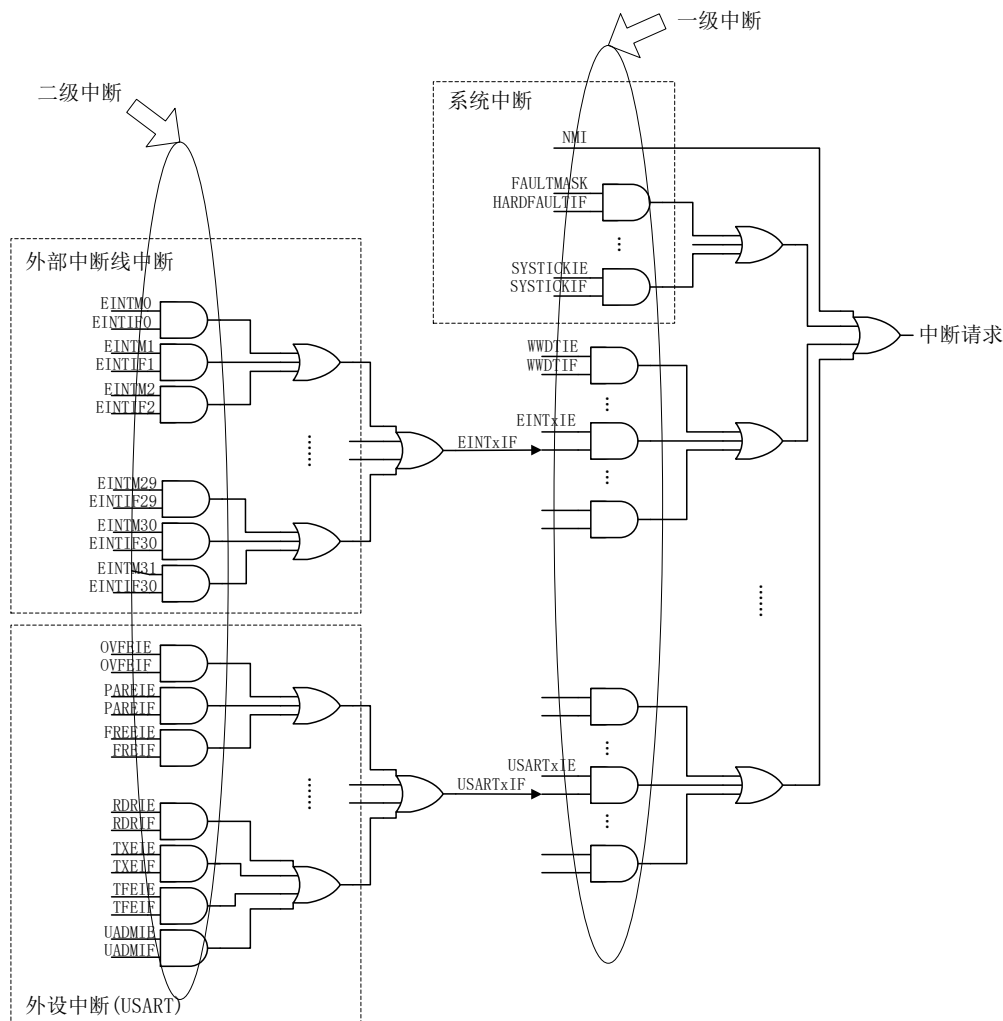 一级中断
二级中断
系统中断
NMI
FAULTMASK
HARDFAULTIF
SYSTICKIE
SYSTICKIF
外部中断线中断
EINTM0
EINTIF0
EINTM1
EINTIF1
EINTM2
EINTIF2
EINTM29
EINTIF29
EINTM30
EINTIF30
EINTM31
EINTIF30
WWDTIE
WWDTIF
EINTxIE
EINTxIF
中断请求
OVFEIE
OVFEIF
PAREIE
PAREIF
FREEIE
FREIF
RDRIE
RDRIF
TXEIE
TXEIF
TFEIE
TFEIF
UADMIE
UADMIF
USARTxIE
USARTxIF
外设中断(USART)